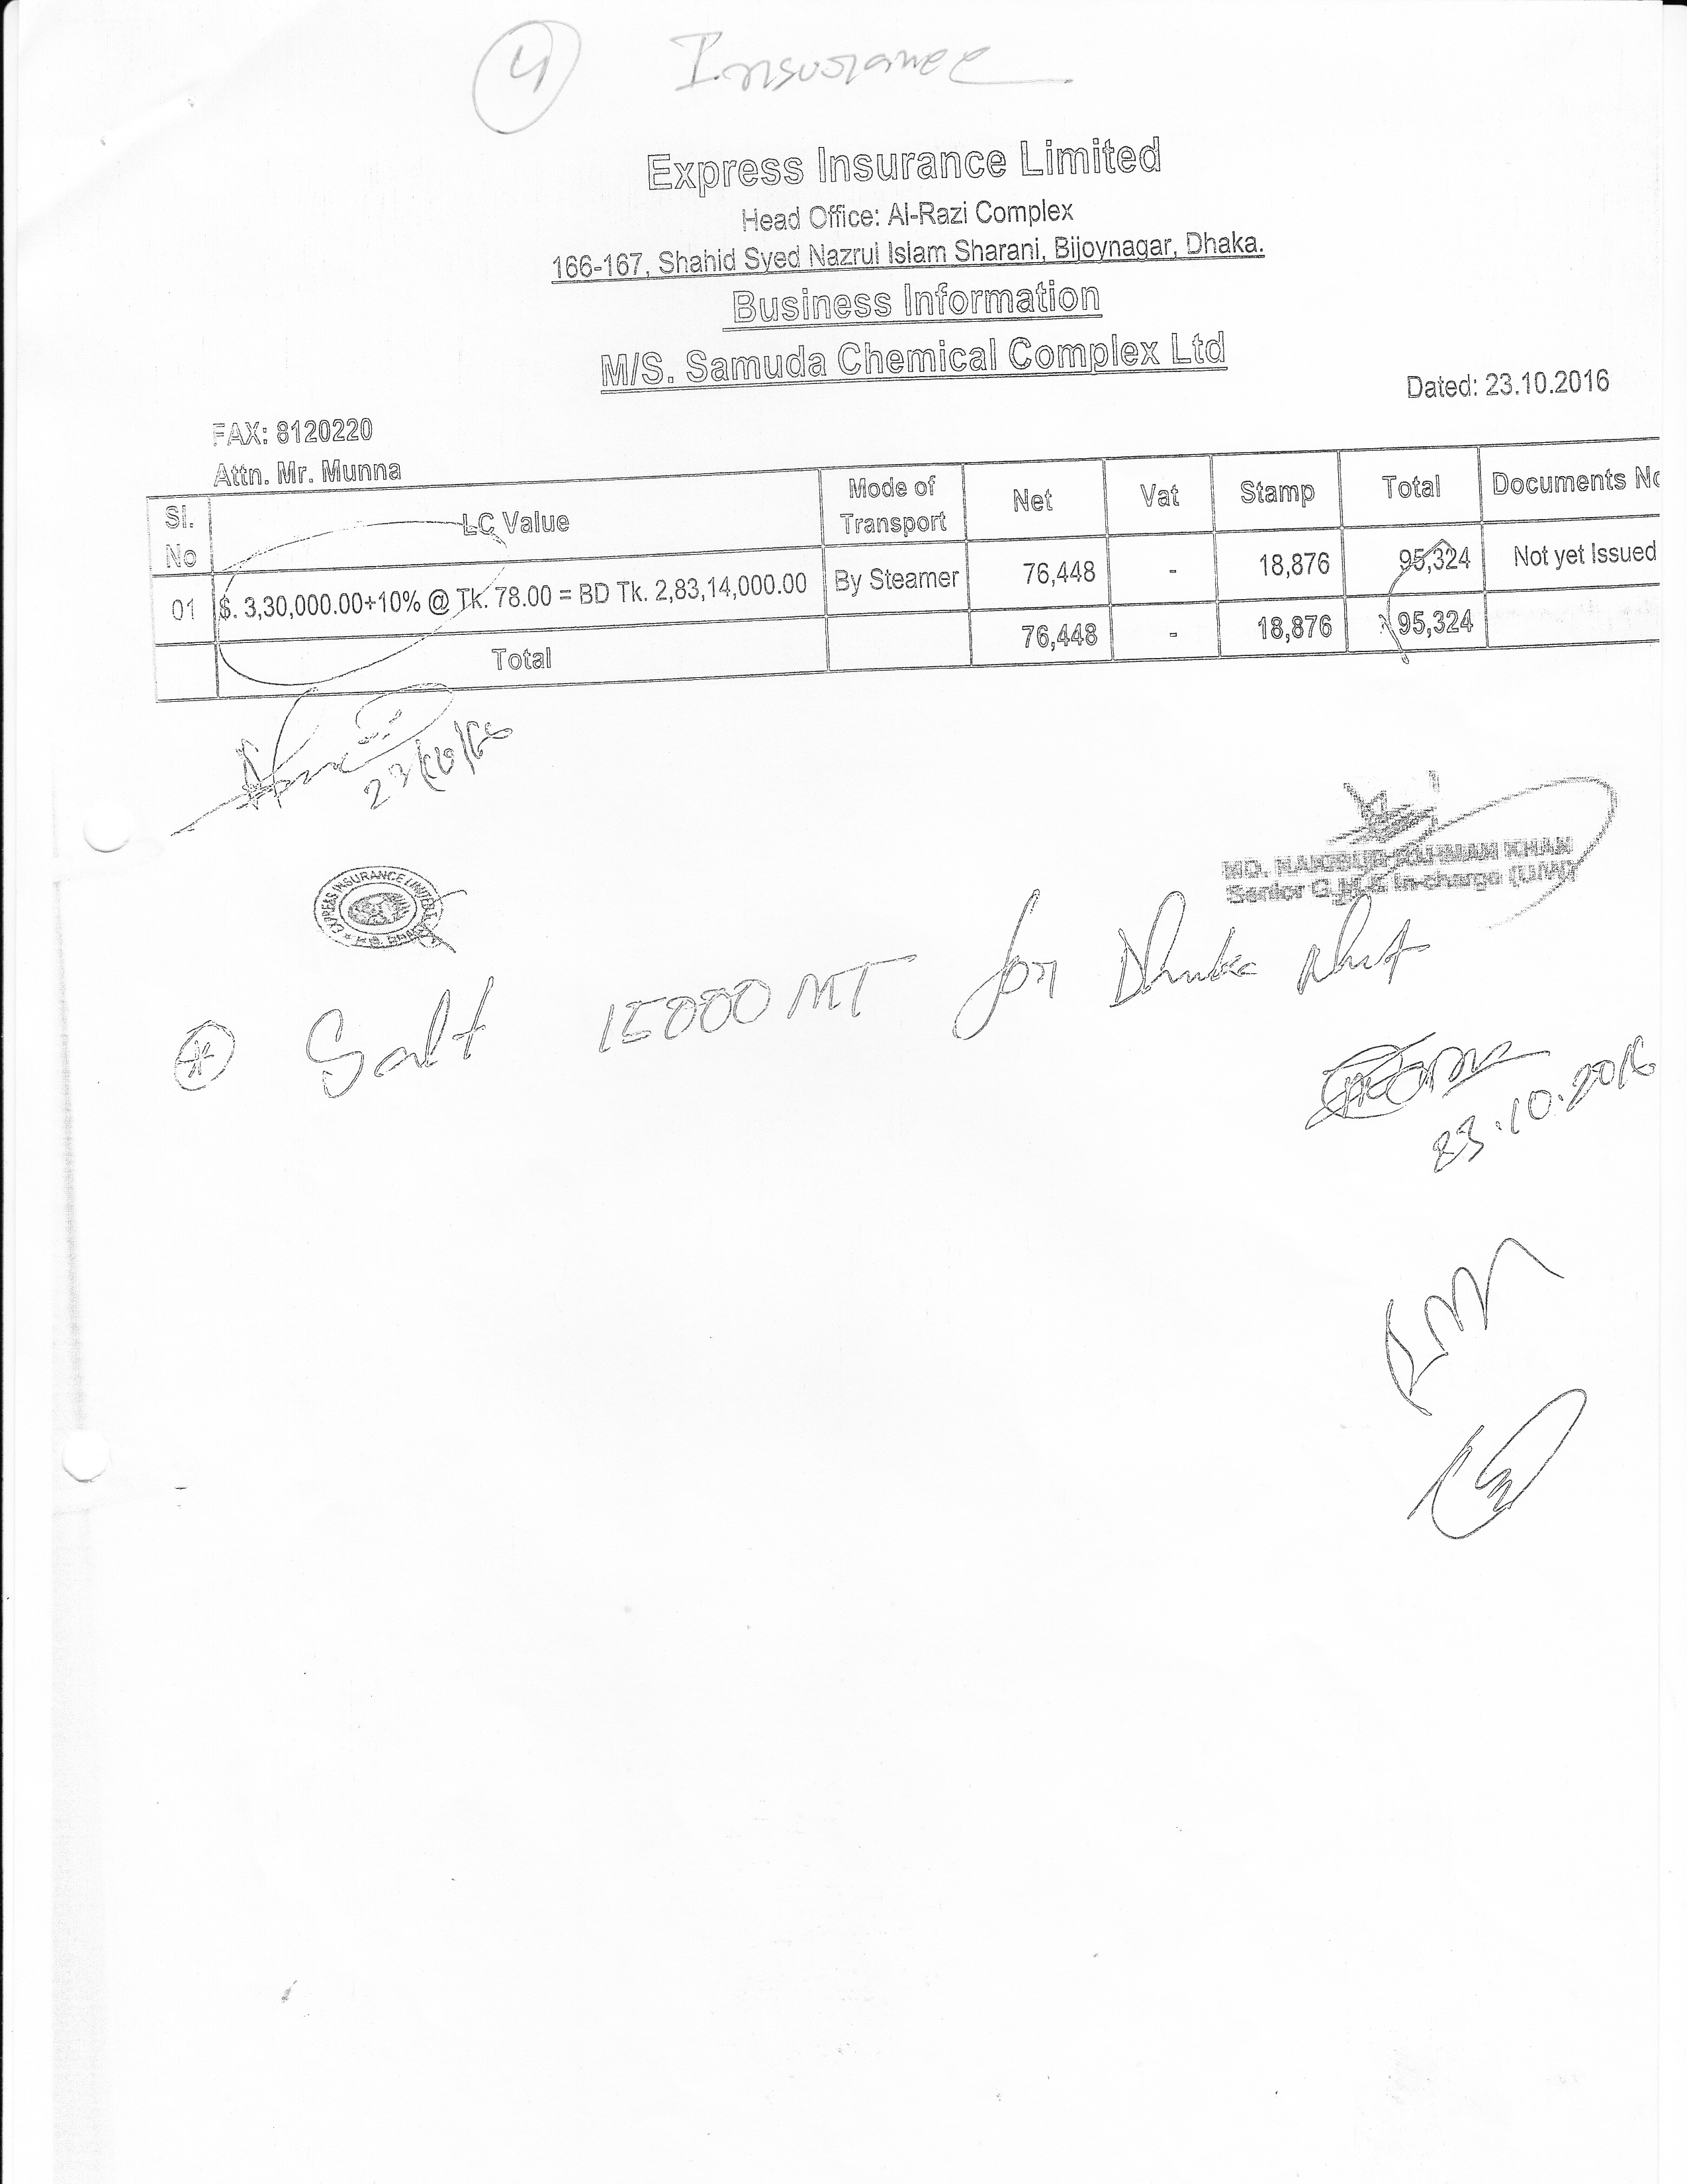 4 Insurance
Express Insurance Limited
Head Office: Al-Razi Complex
166-167, Shahid Syed Nazrul Islam Sharani, Bijoynagar, Dhaka.
Business Information
M/S. Samuda Chemical Complex Ltd
Dated: 23.10.2016
FAX: 8120220
Attn. Mr. Munna
Sl. No LC Value Mode of Transport Net Vat Stamp Total Documents No
01 $. 3,30,000.00+10% @ Tk. 78.00 = BD Tk. 2,83,14,000.00 By Steamer 76,448 - 18,876 95,324 Not yet Issued
Total 76,448 - 18,876 95,324
23/10/16
MD. RAHMAN KHAN
Senior G.M & In-charge (UMP)
EXPRESS INSURANCE LIMITED
Salt 15000 MT for Dhaka
23.10.2016